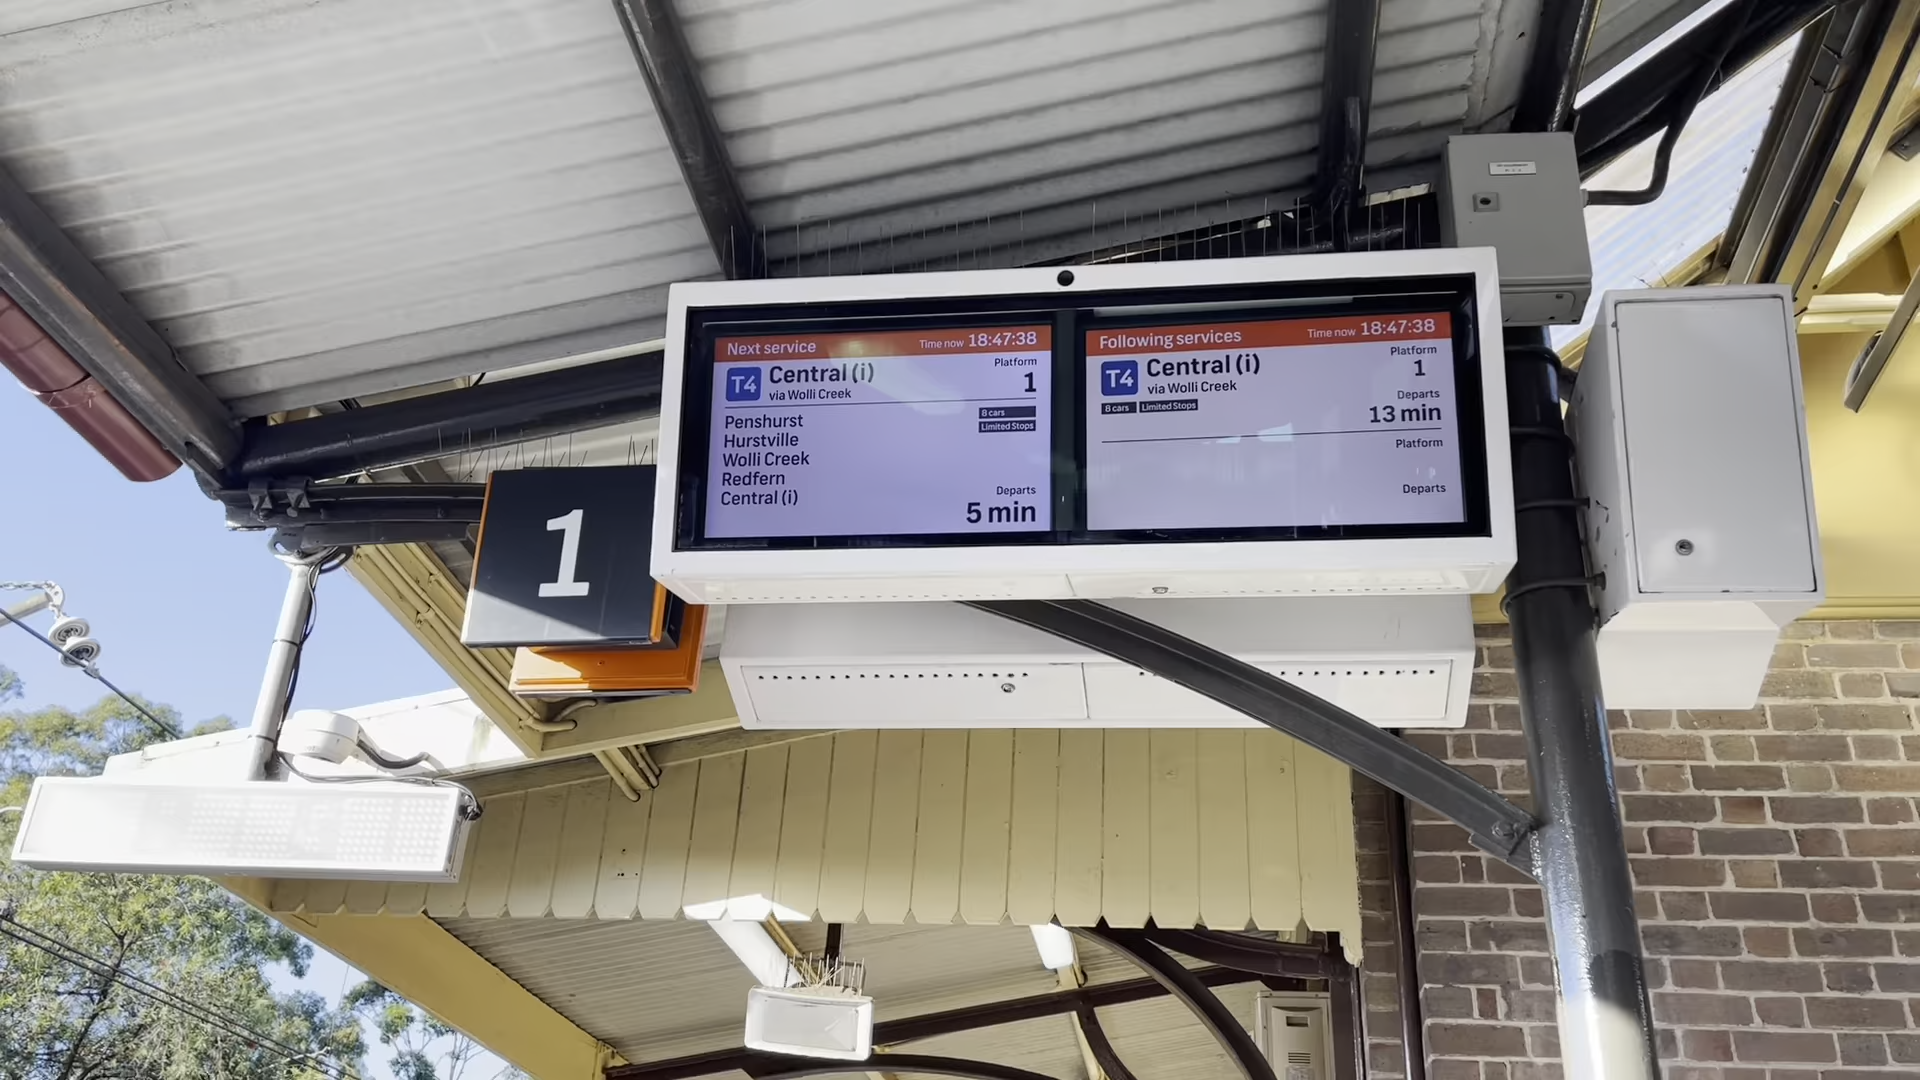 Next service Time now 18:47:38
T4 Central (i)
via Wolli Creek
Platform
1
8 cars
Limited Stops
Penshurst
Hurstville
Wolli Creek
Redfern
Central (i)
Departs
5 min
Following services Time now 18:47:38
T4 Central (i)
via Wolli Creek
8 cars Limited Stops
Platform
1
Departs
13 min
Platform
Departs
1